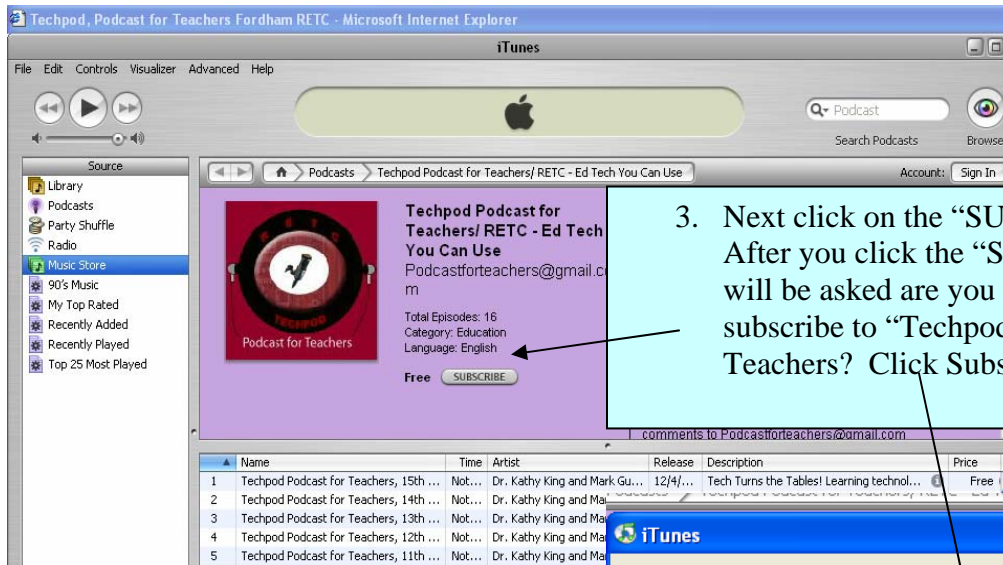 Techpod, Podcast for Teachers Fordham RETC - Microsoft Internet Explorer
iTunes
File Edit Controls Visualizer Advanced Help
Podcast
Search Podcasts
Browse
Source
Podcasts Techpod Podcast for Teachers/ RETC - Ed Tech You Can Use
Account: Sign In
Library
Podcasts
Party Shuffle
Radio
Music Store
90's Music
My Top Rated
Recently Added
Recently Played
Top 25 Most Played
RETC
TECHPOD
Podcast for Teachers
Techpod Podcast for
Teachers/ RETC - Ed Tech
You Can Use
Podcastforteachers@gmail.co
m
Total Episodes: 16
Category: Education
Language: English
Free SUBSCRIBE
3. Next click on the “SU
After you click the “S
will be asked are you
subscribe to “Techpod
Teachers? Click Subs
comments to Podcastforteachers@gmail.com
Name Time Artist Release Description Price
1 Techpod Podcast for Teachers, 15th ... Not... Dr. Kathy King and Mark Gu... 12/4/... Tech Turns the Tables! Learning technol... Free
2 Techpod Podcast for Teachers, 14th ... Not... Dr. Kathy King and Ma
3 Techpod Podcast for Teachers, 13th ... Not... Dr. Kathy King and Ma
4 Techpod Podcast for Teachers, 12th ... Not... Dr. Kathy King and Ma
5 Techpod Podcast for Teachers, 11th ... Not... Dr. Kathy King and Ma
iTunes